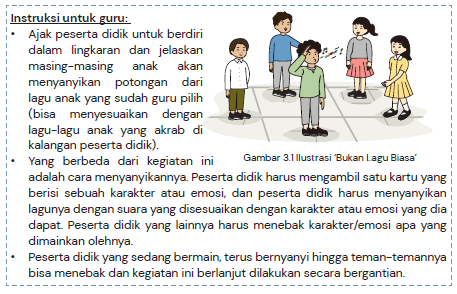 Instruksi untuk guru:
• Ajak peserta didik untuk berdiri
dalam lingkaran dan jelaskan
masing-masing anak akan
menyanyikan potongan dari
lagu anak yang sudah guru pilih
(bisa menyesuaikan dengan
lagu-lagu anak yang akrab di
kalangan peserta didik).
Gambar 3.1 Ilustrasi 'Bukan Lagu Biasa'
• Yang berbeda dari kegiatan ini
adalah cara menyanyikannya. Peserta didik harus mengambil satu kartu yang
berisi sebuah karakter atau emosi, dan peserta didik harus menyanyikan
lagunya dengan suara yang disesuaikan dengan karakter atau emosi yang dia
dapat. Peserta didik yang lainnya harus menebak karakter/emosi apa yang
dimainkan olehnya.
• Peserta didik yang sedang bermain, terus bernyanyi hingga teman-temannya
bisa menebak dan kegiatan ini berlanjut dilakukan secara bergantian.